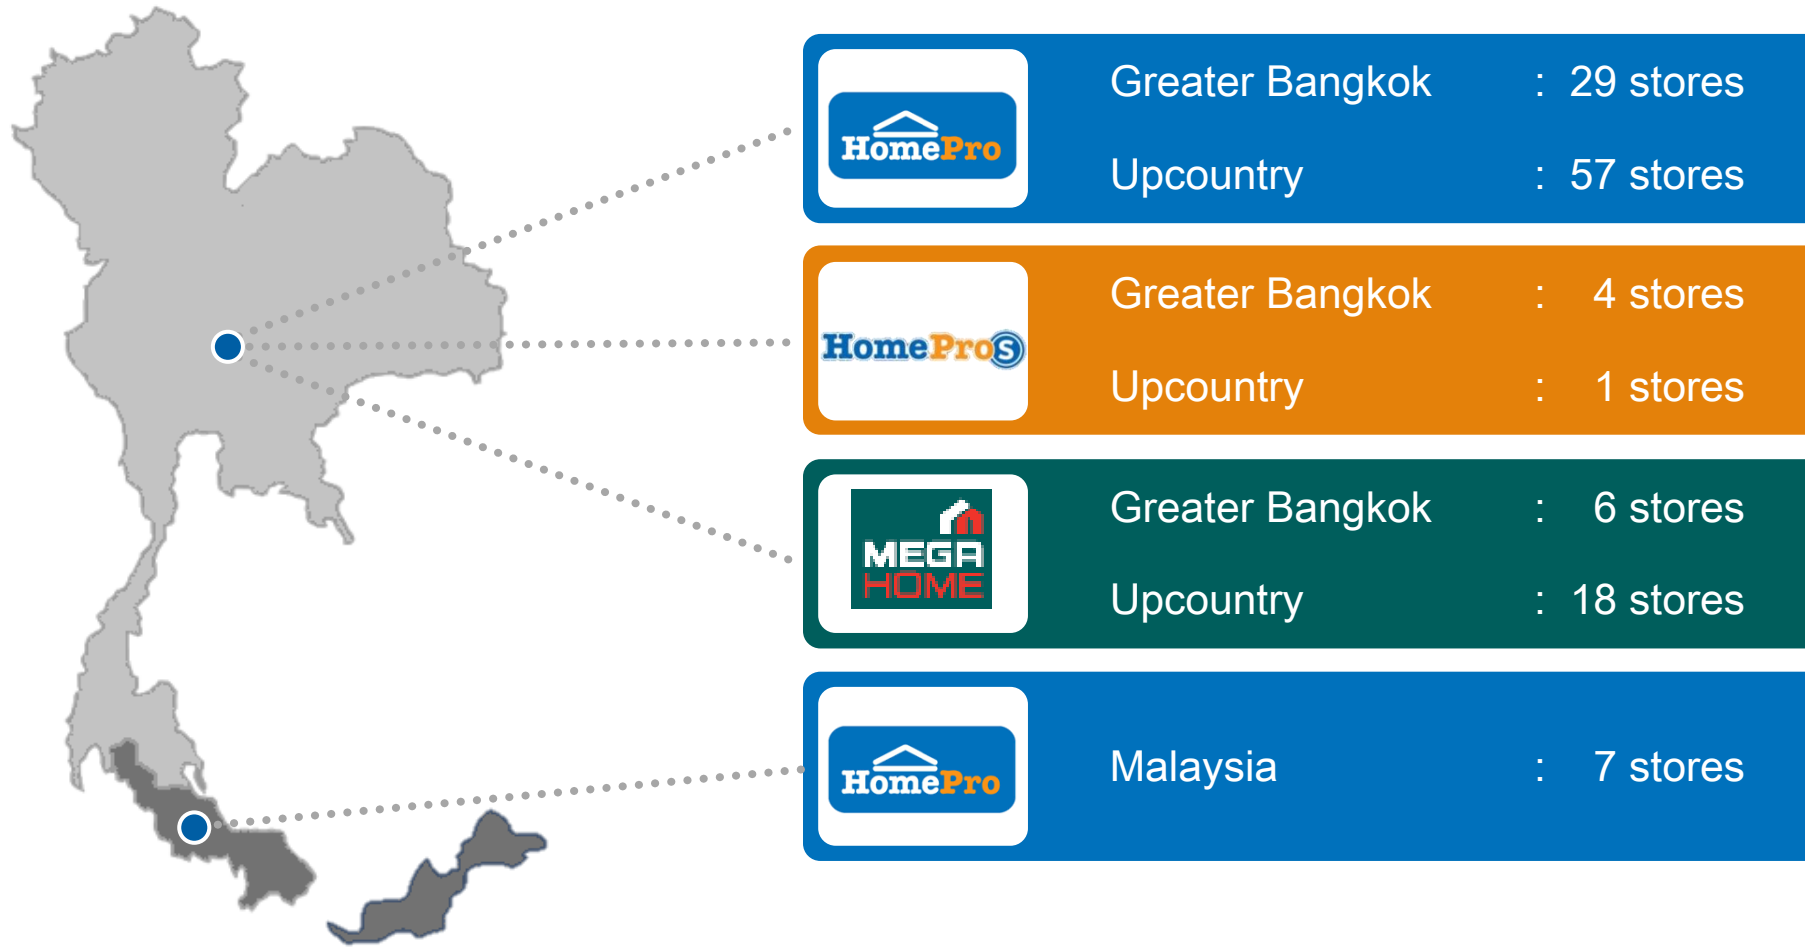 HomePro
Greater Bangkok : 29 stores
Upcountry : 57 stores
HomePro S
Greater Bangkok : 4 stores
Upcountry : 1 stores
MEGA
HOME
Greater Bangkok : 6 stores
Upcountry : 18 stores
HomePro
Malaysia : 7 stores